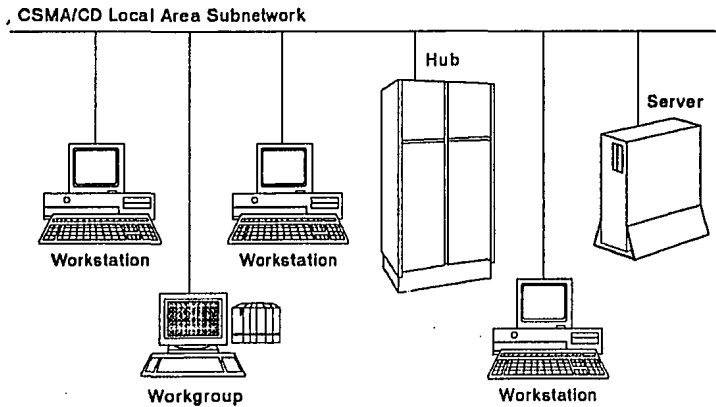 , CSMA/CD Local Area Subnetwork
Hub
Server
Workstation
Workstation
Workgroup
Workstation